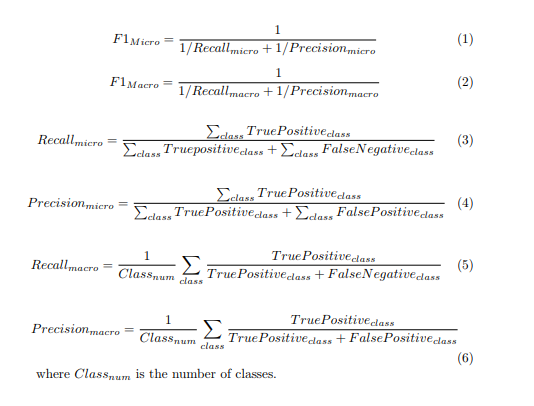 F1_{Micro} = \frac{1}{1/Recall_{micro} + 1/Precision_{micro}} (1)
F1_{Macro} = \frac{1}{1/Recall_{macro} + 1/Precision_{macro}} (2)
Recall_{micro} = \frac{\sum_{class} TruePositive_{class}}{\sum_{class} Truepositive_{class} + \sum_{class} FalseNegative_{class}} (3)
Precision_{micro} = \frac{\sum_{class} TruePositive_{class}}{\sum_{class} TruePositive_{class} + \sum_{class} FalsePositive_{class}} (4)
Recall_{macro} = \frac{1}{Class_{num}} \sum_{class} \frac{TruePositive_{class}}{TruePositive_{class} + FalseNegative_{class}} (5)
Precision_{macro} = \frac{1}{Class_{num}} \sum_{class} \frac{TruePositive_{class}}{TruePositive_{class} + FalsePositive_{class}}
(6)
where Class_{num} is the number of classes.